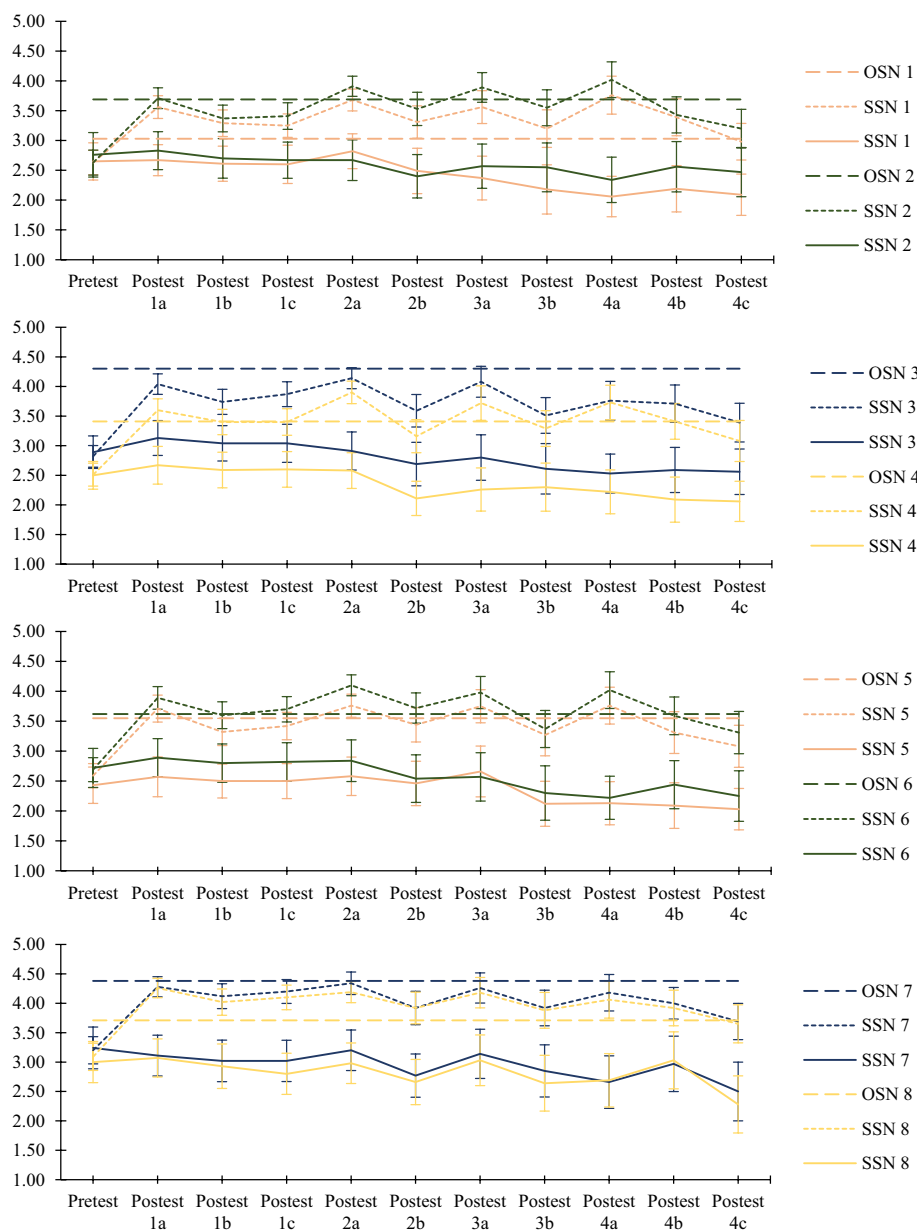 5.00
4.50
4.00
3.50
3.00
2.50
2.00
1.50
1.00
Pretest Postest Postest Postest Postest Postest Postest Postest Postest Postest Postest
1a 1b 1c 2a 2b 3a 3b 4a 4b 4c
OSN 1
SSN 1
SSN 1
OSN 2
SSN 2
SSN 2
5.00
4.50
4.00
3.50
3.00
2.50
2.00
1.50
1.00
Pretest Postest Postest Postest Postest Postest Postest Postest Postest Postest Postest
1a 1b 1c 2a 2b 3a 3b 4a 4b 4c
OSN 3
SSN 3
SSN 3
OSN 4
SSN 4
SSN 4
5.00
4.50
4.00
3.50
3.00
2.50
2.00
1.50
1.00
Pretest Postest Postest Postest Postest Postest Postest Postest Postest Postest Postest
1a 1b 1c 2a 2b 3a 3b 4a 4b 4c
OSN 5
SSN 5
SSN 5
OSN 6
SSN 6
SSN 6
5.00
4.50
4.00
3.50
3.00
2.50
2.00
1.50
1.00
Pretest Postest Postest Postest Postest Postest Postest Postest Postest Postest Postest
1a 1b 1c 2a 2b 3a 3b 4a 4b 4c
OSN 7
SSN 7
SSN 7
OSN 8
SSN 8
SSN 8